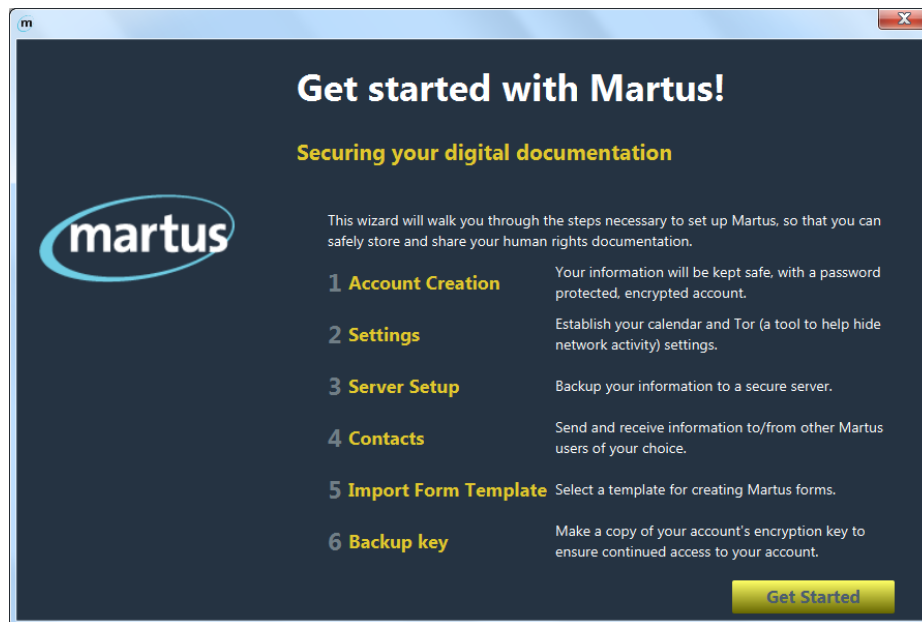 m
Get started with Martus!
Securing your digital documentation
martus
This wizard will walk you through the steps necessary to set up Martus, so that you can
safely store and share your human rights documentation.
1 Account Creation
Your information will be kept safe, with a password
protected, encrypted account.
2 Settings
Establish your calendar and Tor (a tool to help hide
network activity) settings.
3 Server Setup
Backup your information to a secure server.
4 Contacts
Send and receive information to/from other Martus
users of your choice.
5 Import Form Template
Select a template for creating Martus forms.
6 Backup key
Make a copy of your account's encryption key to
ensure continued access to your account.
Get Started